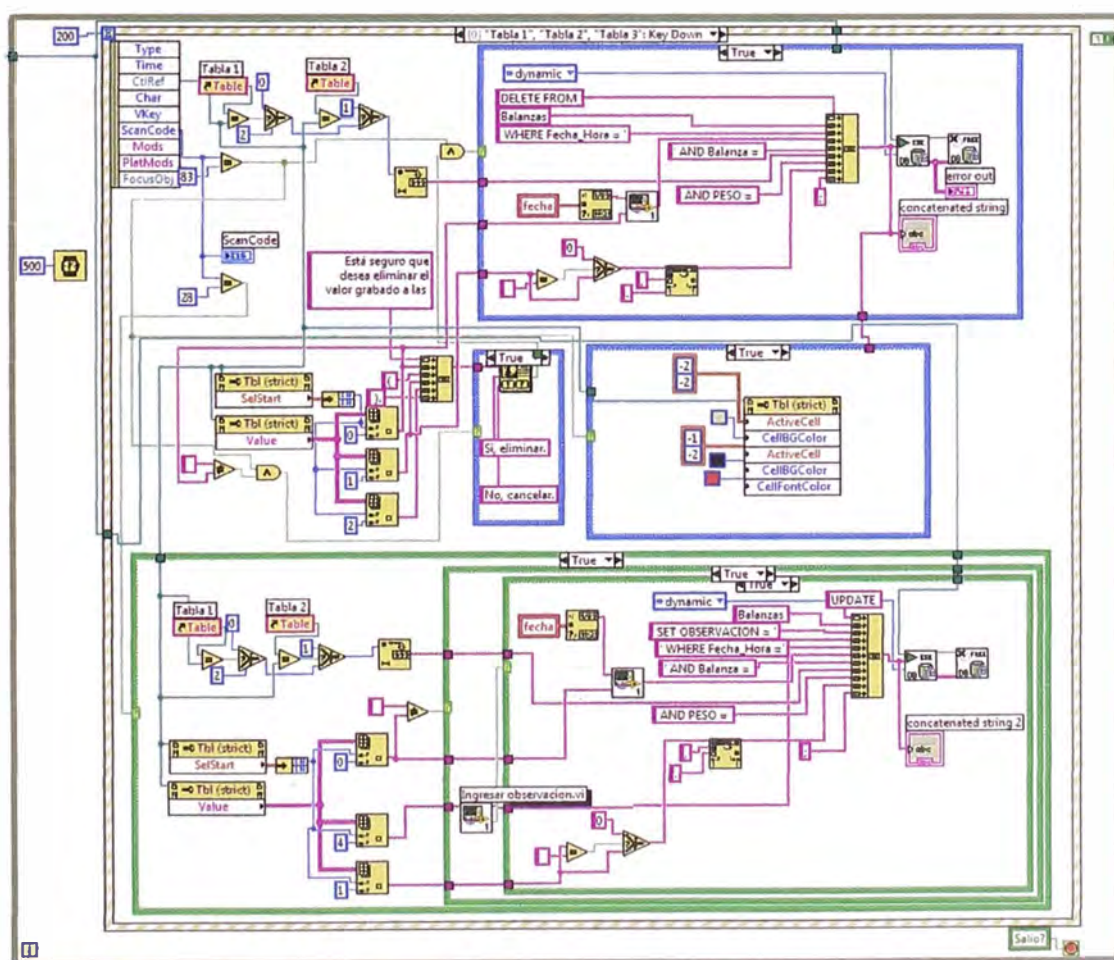 200
[0] "Tabla 1", "Tabla 2", "Tabla 3": Key Down
Type
Time
CtlRef
Char
VKey
ScanCode
Mods
PlatMods
FocusObj
83
Tabla 1
Table
0
2
Tabla 2
Table
1
True
dynamic
DELETE FROM
Balanzas
WHERE Fecha_Hora = '
AND Balanza =
AND PESO =
fecha
0
error out
concatenated string
abc
500
ScanCode
28
Está seguro que
desea eliminar el
valor grabado a las
Tbl (strict)
SelStart
Tbl (strict)
Value
0
1
2
True
Si, eliminar.
No, cancelar.
True
-2
-2
-1
-2
Tbl (strict)
ActiveCell
CellBGColor
ActiveCell
CellBGColor
CellFontColor
True
True
True
Tabla 1
Table
0
2
Tabla 2
Table
1
fecha
dynamic
UPDATE
Balanzas
SET OBSERVACION = '
' WHERE Fecha_Hora = '
' AND Balanza =
AND PESO =
concatenated string 2
abc
Tbl (strict)
SelStart
Tbl (strict)
Value
0
4
1
Ingresar observacion.vi
0
Salio?
i